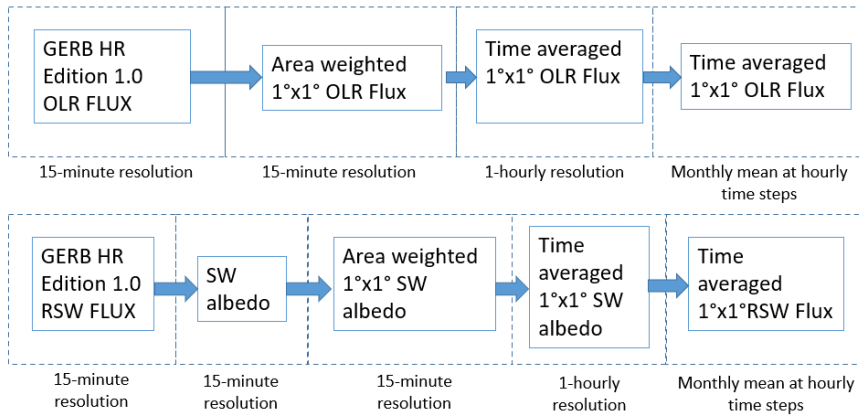 GERB HR
Edition 1.0
OLR FLUX
Area weighted
1°x1° OLR Flux
Time averaged
1°x1° OLR Flux
Time averaged
1°x1° OLR Flux
15-minute resolution
15-minute resolution
1-hourly resolution
Monthly mean at hourly
time steps
GERB HR
Edition 1.0
RSW FLUX
SW
albedo
Area weighted
1°x1° SW
albedo
Time
averaged
1°x1° SW
albedo
Time
averaged
1°x1°RSW Flux
15-minute
resolution
15-minute
resolution
15-minute
resolution
1-hourly
resolution
Monthly mean at hourly
time steps